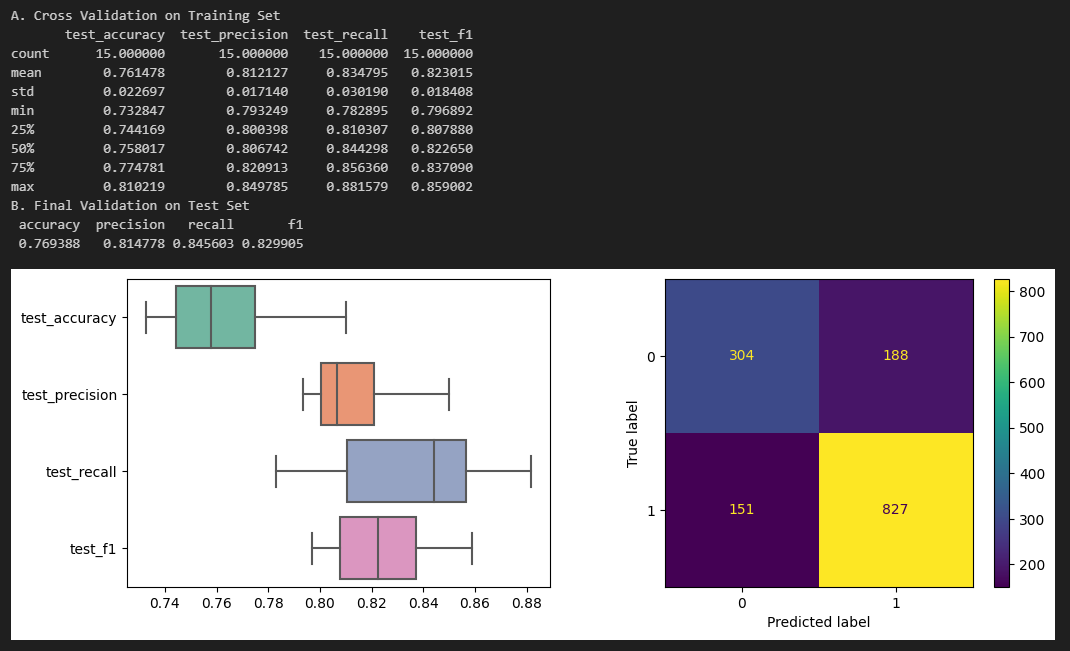 A. Cross Validation on Training Set
test_accuracy test_precision test_recall test_f1
count 15.000000 15.000000 15.000000 15.000000
mean 0.761478 0.812127 0.834795 0.823015
std 0.022697 0.017140 0.030190 0.018408
min 0.732847 0.793249 0.782895 0.796892
25% 0.744169 0.800398 0.810307 0.807880
50% 0.758017 0.806742 0.844298 0.822650
75% 0.774781 0.820913 0.856360 0.837090
max 0.810219 0.849785 0.881579 0.859002
B. Final Validation on Test Set
accuracy precision recall f1
0.769388 0.814778 0.845603 0.829905
test_accuracy
test_precision
test_recall
test_f1
0.74 0.76 0.78 0.80 0.82 0.84 0.86 0.88
True label
0
1
304 188
151 827
0 1
Predicted label
800
700
600
500
400
300
200